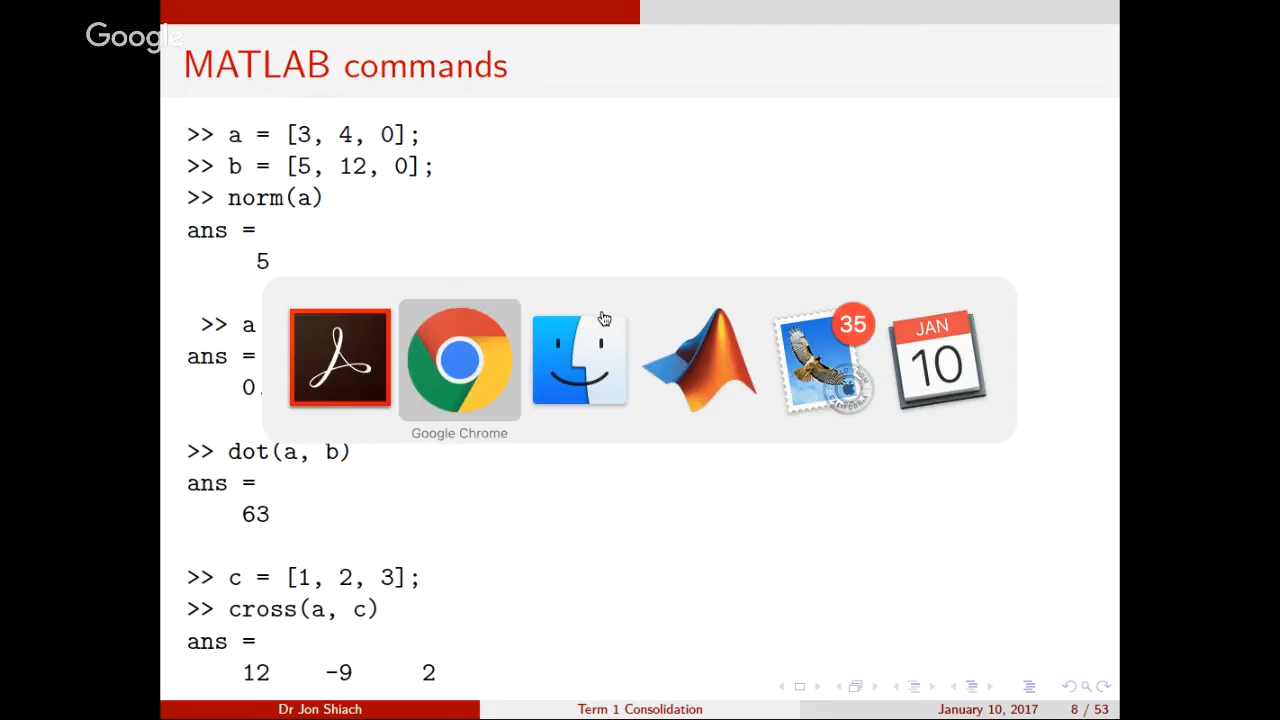 Google
MATLAB commands
>> a = [3, 4, 0];
>> b = [5, 12, 0];
>> norm(a)
ans =
5
>> a
ans =
0.
35
JAN
10
Google Chrome
>> dot(a, b)
ans =
63
>> c = [1, 2, 3];
>> cross(a, c)
ans =
12 -9 2
Dr Jon Shiach Term 1 Consolidation January 10, 2017 8 / 53